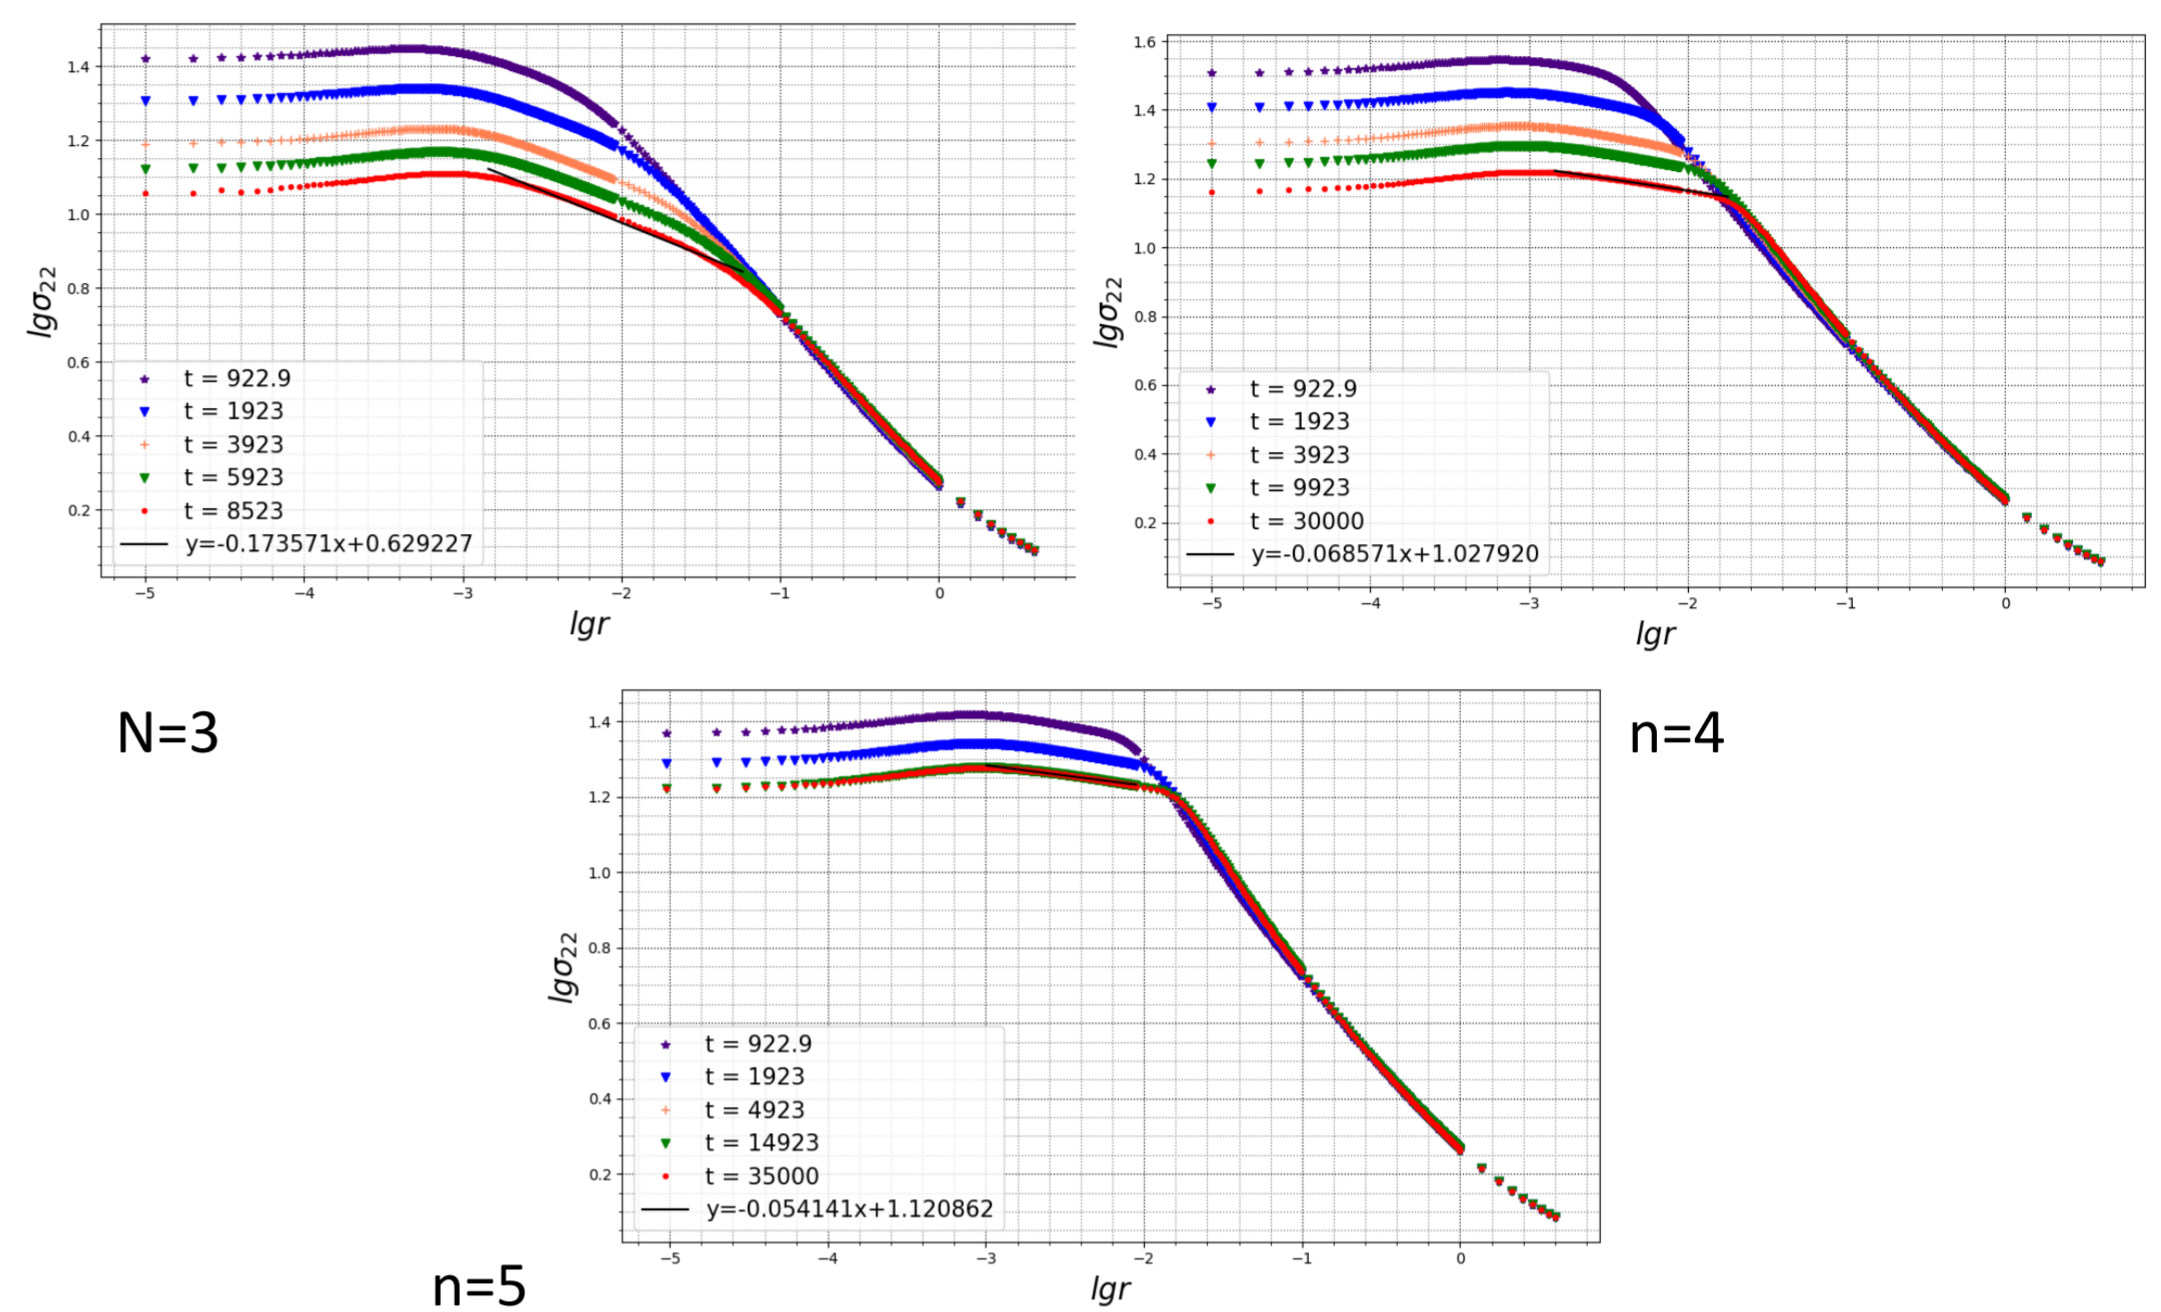 1.4
1.2
1.0
0.8
0.6
0.4
0.2
lgσ22
t = 922.9
t = 1923
t = 3923
t = 5923
t = 8523
y=-0.173571x+0.629227
−5 −4 −3 −2 −1 0
lgr
1.6
1.4
1.2
1.0
0.8
0.6
0.4
0.2
lgσ22
t = 922.9
t = 1923
t = 3923
t = 9923
t = 30000
y=-0.068571x+1.027920
−5 −4 −3 −2 −1 0
lgr
N=3
n=4
1.4
1.2
1.0
0.8
0.6
0.4
0.2
lgσ22
t = 922.9
t = 1923
t = 4923
t = 14923
t = 35000
y=-0.054141x+1.120862
−5 −4 −3 −2 −1 0
lgr
n=5